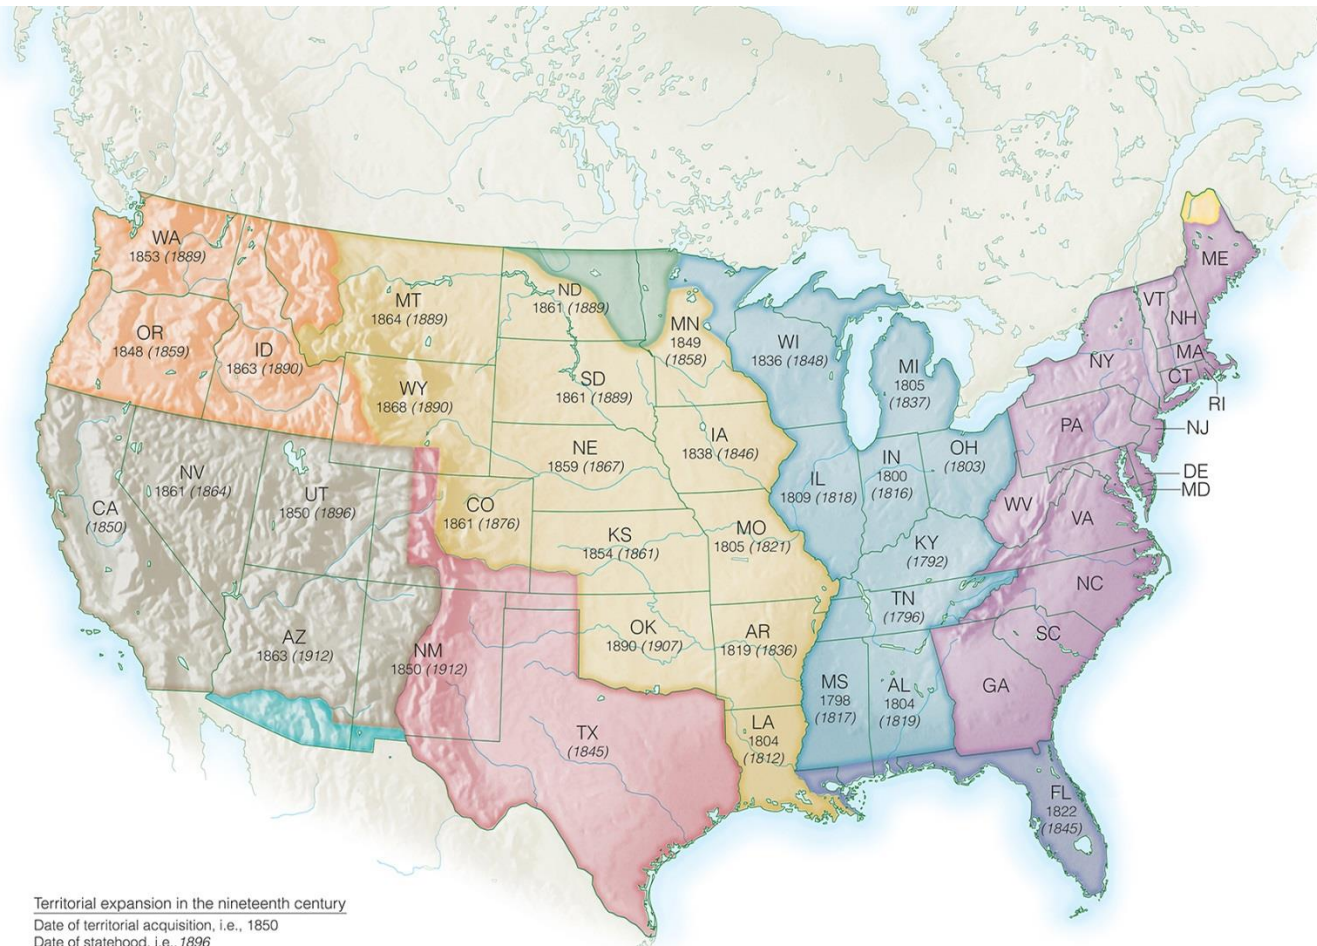 WA
1853 (1889)
OR
1848 (1859)
ID
1863 (1890)
MT
1864 (1889)
WY
1868 (1890)
ND
1861 (1889)
SD
1861 (1889)
NE
1859 (1867)
MN
1849
(1858)
IA
1838 (1846)
WI
1836 (1848)
MI
1805
(1837)
IL
1809 (1818)
IN
1800
(1816)
OH
(1803)
KY
(1792)
TN
(1796)
ME
VT
NH
MA
CT
RI
NY
PA
NJ
DE
MD
WV
VA
NC
SC
GA
CA
(1850)
NV
1861 (1864)
UT
1850 (1896)
CO
1861 (1876)
KS
1854 (1861)
MO
1805 (1821)
AZ
1863 (1912)
NM
1850 (1912)
OK
1890 (1907)
AR
1819 (1836)
TX
(1845)
LA
1804
(1812)
MS
1798
(1817)
AL
1804
(1819)
FL
1822
(1845)
Territorial expansion in the nineteenth century
Date of territorial acquisition, i.e., 1850
Date of statehood, i.e., 1896